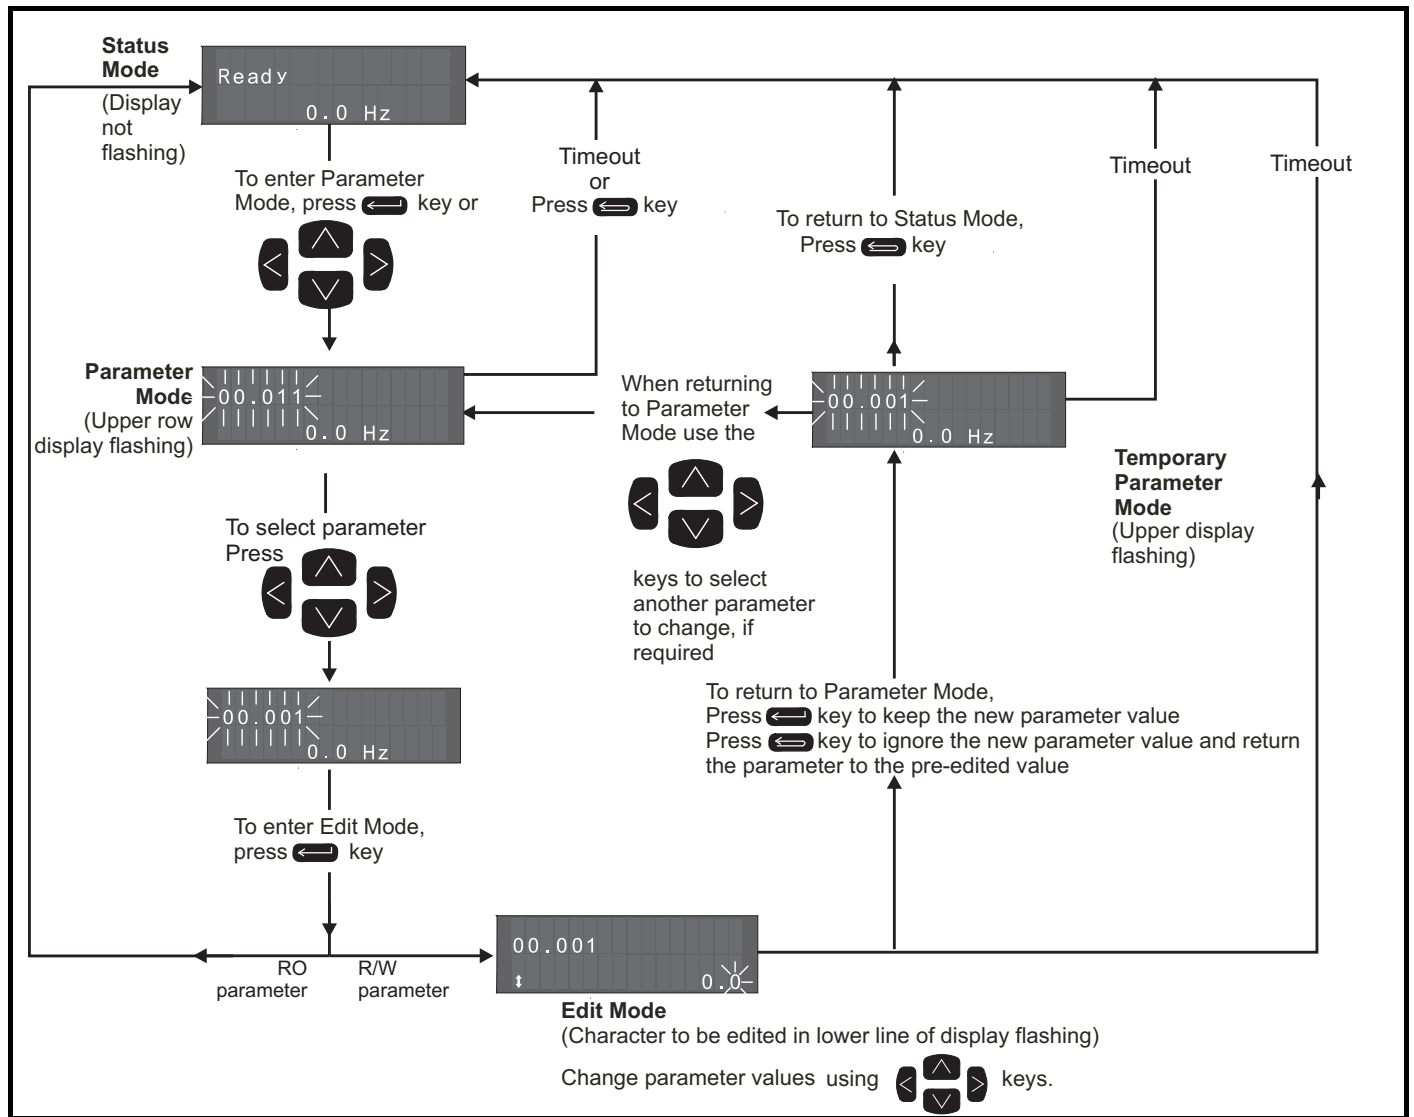 Status
Mode
(Display
not
flashing)
Ready
0.0 Hz
To enter Parameter
Mode, press key or
Timeout
or
Press key
To return to Status Mode,
Press key
Timeout
Timeout
Parameter
Mode
(Upper row
display flashing)
00.011
0.0 Hz
When returning
to Parameter
Mode use the
keys to select
another parameter
to change, if
required
00.001
0.0 Hz
Temporary
Parameter
Mode
(Upper display
flashing)
To select parameter
Press
00.001
0.0 Hz
To return to Parameter Mode,
Press key to keep the new parameter value
Press key to ignore the new parameter value and return
the parameter to the pre-edited value
To enter Edit Mode,
press key
RO
parameter
R/W
parameter
00.001
0.0
Edit Mode
(Character to be edited in lower line of display flashing)
Change parameter values using keys.